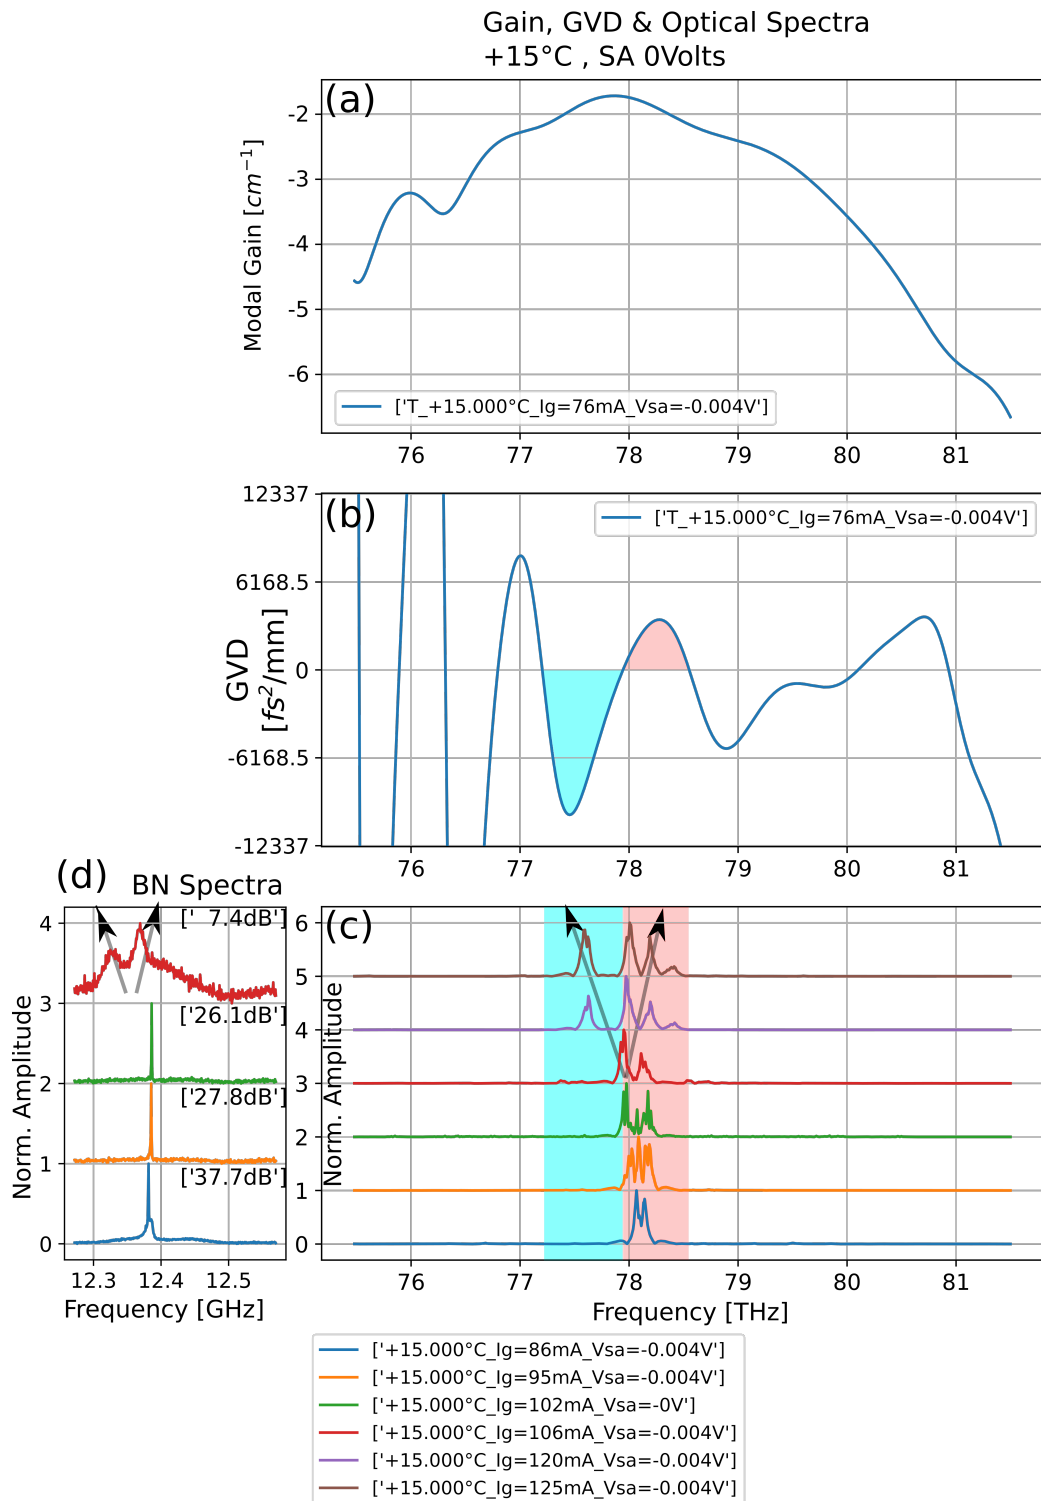 Gain, GVD & Optical Spectra
+15°C , SA 0Volts
(a)
Modal Gain [cm⁻¹]
-2
-3
-4
-5
-6
['T_+15.000°C_Ig=76mA_Vsa=-0.004V']
76 77 78 79 80 81
(b)
GVD
[fs²/mm]
12337
6168.5
0
-6168.5
-12337
['T_+15.000°C_Ig=76mA_Vsa=-0.004V']
76 77 78 79 80 81
(d)
BN Spectra
Norm. Amplitude
4
3
2
1
0
['  7.4dB']
['26.1dB']
['27.8dB']
['37.7dB']
12.3 12.4 12.5
Frequency [GHz]
(c)
Norm. Amplitude
6
5
4
3
2
1
0
76 77 78 79 80 81
Frequency [THz]
['+15.000°C_Ig=86mA_Vsa=-0.004V']
['+15.000°C_Ig=95mA_Vsa=-0.004V']
['+15.000°C_Ig=102mA_Vsa=-0V']
['+15.000°C_Ig=106mA_Vsa=-0.004V']
['+15.000°C_Ig=120mA_Vsa=-0.004V']
['+15.000°C_Ig=125mA_Vsa=-0.004V']